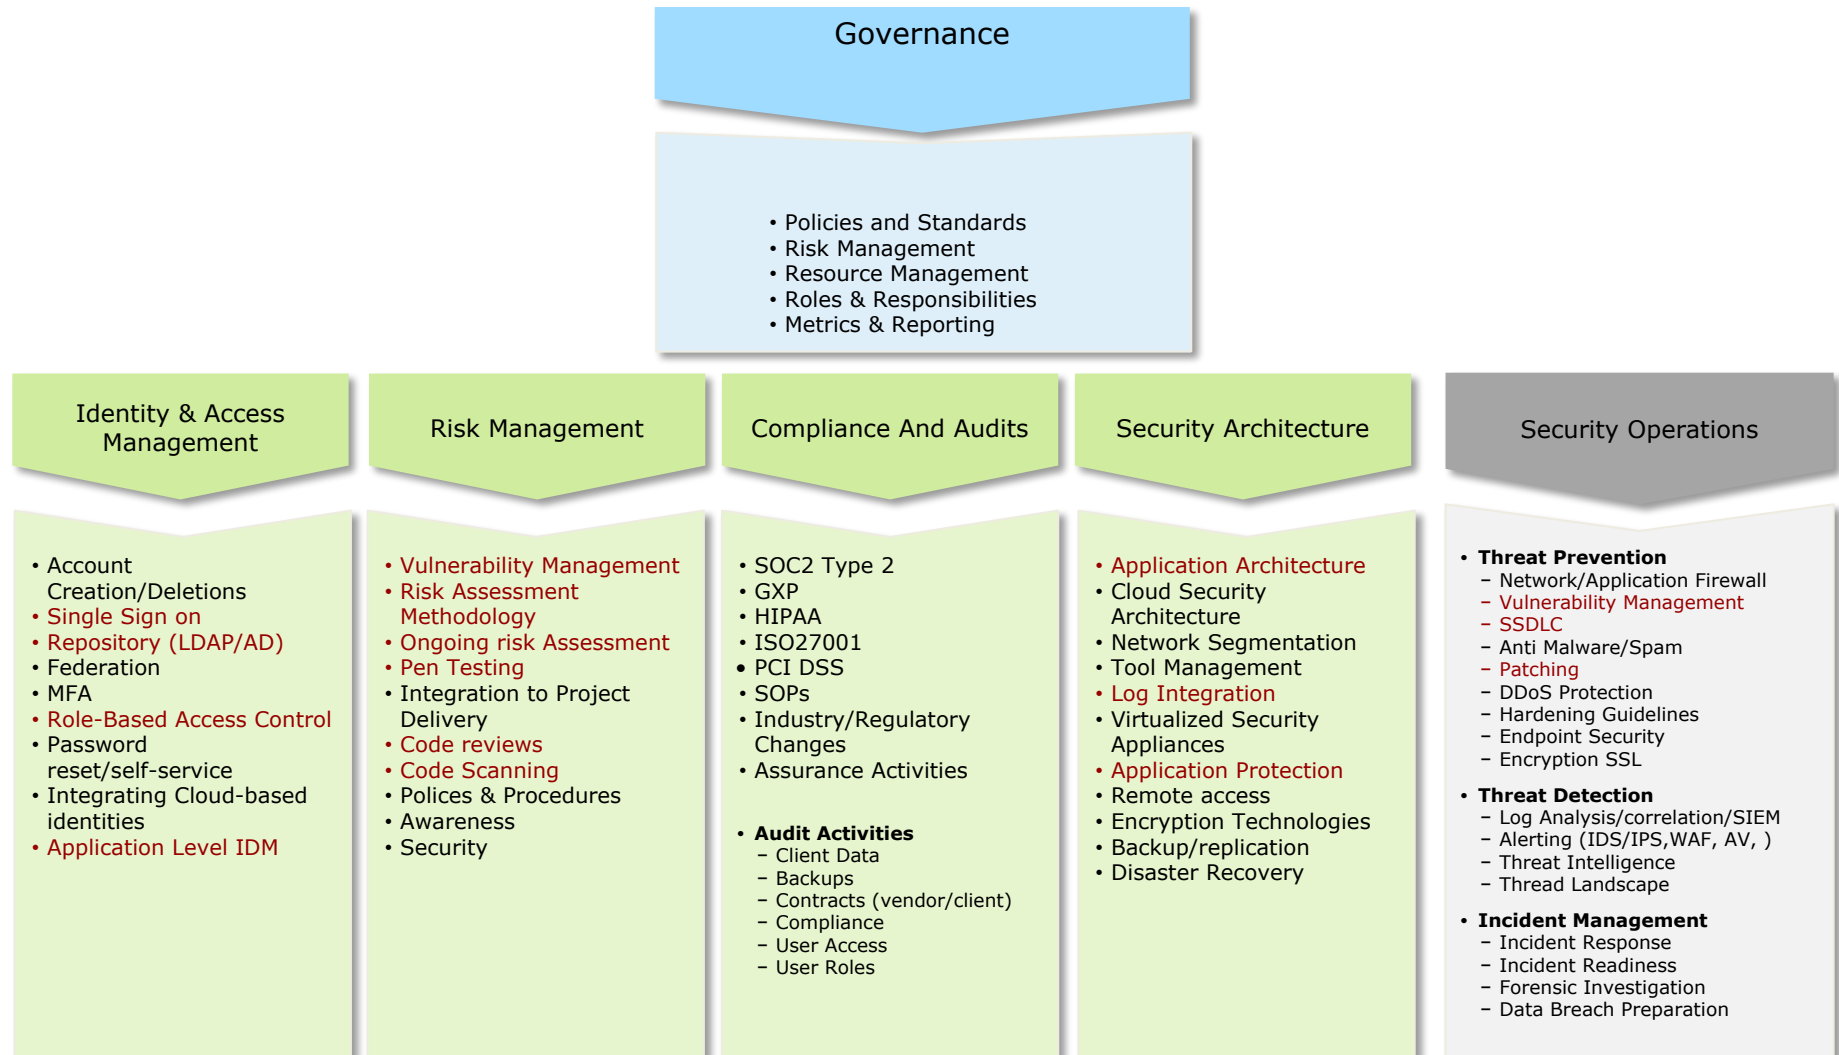 Governance
• Policies and Standards
• Risk Management
• Resource Management
• Roles & Responsibilities
• Metrics & Reporting
Identity & Access
Management
• Account
Creation/Deletions
• Single Sign on
• Repository (LDAP/AD)
• Federation
• MFA
• Role-Based Access Control
• Password
reset/self-service
• Integrating Cloud-based
identities
• Application Level IDM
Risk Management
• Vulnerability Management
• Risk Assessment
Methodology
• Ongoing risk Assessment
• Pen Testing
• Integration to Project
Delivery
• Code reviews
• Code Scanning
• Polices & Procedures
• Awareness
• Security
Compliance And Audits
• SOC2 Type 2
• GXP
• HIPAA
• ISO27001
• PCI DSS
• SOPs
• Industry/Regulatory
Changes
• Assurance Activities
• Audit Activities
– Client Data
– Backups
– Contracts (vendor/client)
– Compliance
– User Access
– User Roles
Security Architecture
• Application Architecture
• Cloud Security
Architecture
• Network Segmentation
• Tool Management
• Log Integration
• Virtualized Security
Appliances
• Application Protection
• Remote access
• Encryption Technologies
• Backup/replication
• Disaster Recovery
Security Operations
• Threat Prevention
– Network/Application Firewall
– Vulnerability Management
– SSDLC
– Anti Malware/Spam
– Patching
– DDoS Protection
– Hardening Guidelines
– Endpoint Security
– Encryption SSL
• Threat Detection
– Log Analysis/correlation/SIEM
– Alerting (IDS/IPS,WAF, AV, )
– Threat Intelligence
– Thread Landscape
• Incident Management
– Incident Response
– Incident Readiness
– Forensic Investigation
– Data Breach Preparation